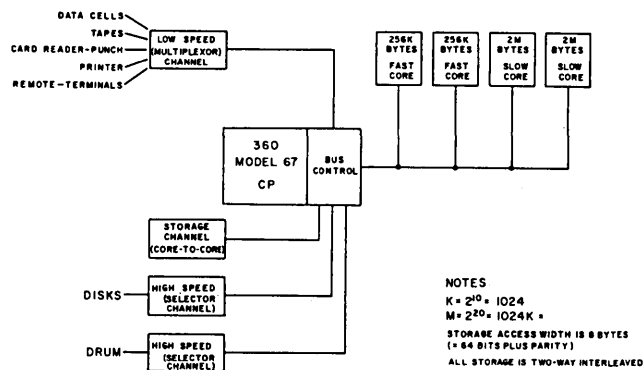 DATA CELLS
TAPES
CARD READER-PUNCH
PRINTER
REMOTE-TERMINALS
LOW SPEED
(MULTIPLEXOR)
CHANNEL
256K
BYTES
FAST
CORE
256K
BYTES
FAST
CORE
2M
BYTES
SLOW
CORE
2M
BYTES
SLOW
CORE
360
MODEL 67
CP
BUS
CONTROL
STORAGE
CHANNEL
(CORE-TO-CORE)
DISKS
HIGH SPEED
(SELECTOR
CHANNEL)
DRUM
HIGH SPEED
(SELECTOR
CHANNEL)
NOTES
K = 2¹⁰ = 1024
M = 2²⁰ = 1024K =
STORAGE ACCESS WIDTH IS 8 BYTES
(= 64 BITS PLUS PARITY)
ALL STORAGE IS TWO-WAY INTERLEAVED